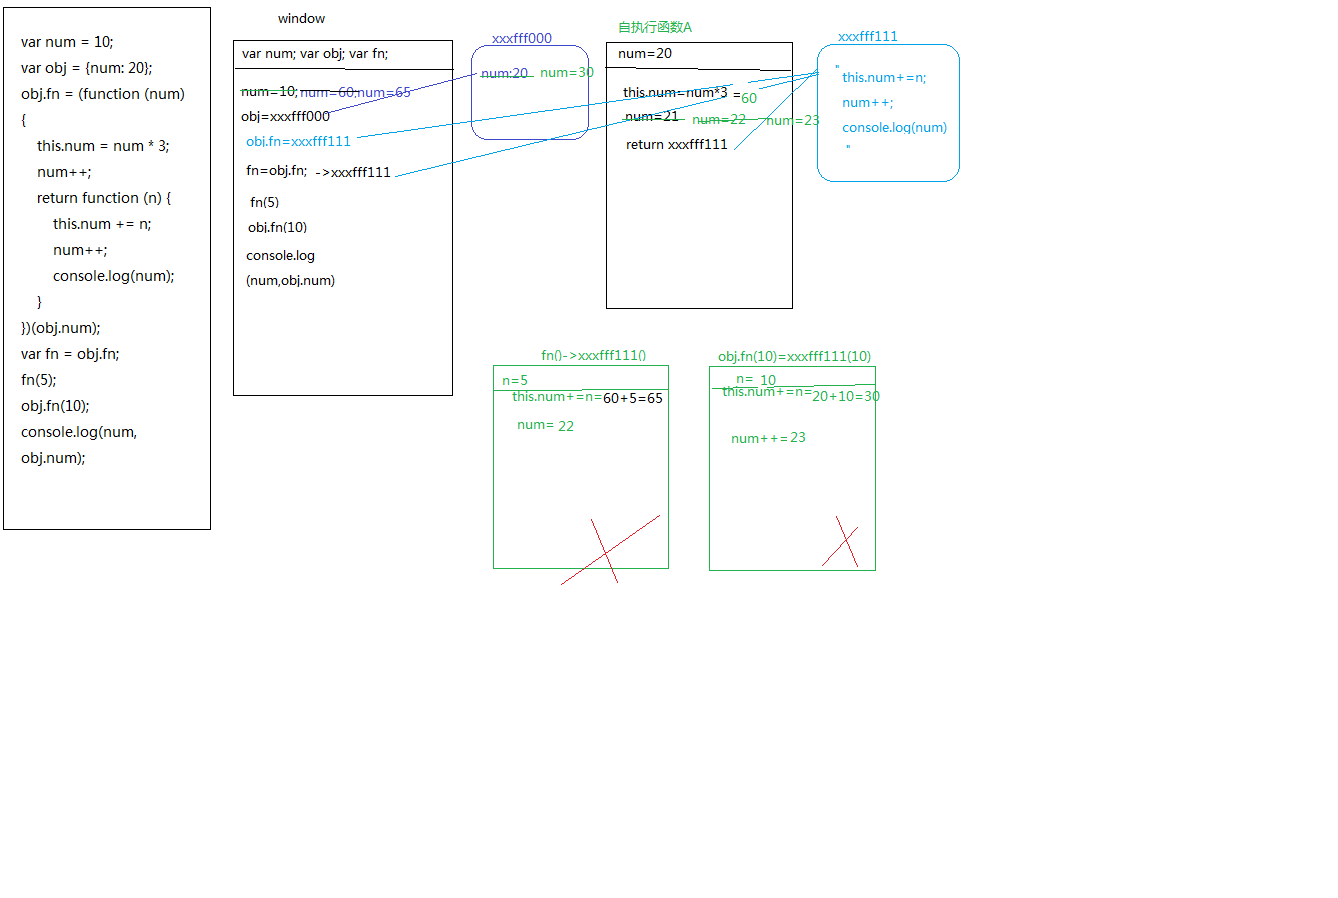 var num = 10;
var obj = {num: 20};
obj.fn = (function (num)
{
this.num = num * 3;
num++;
return function (n) {
this.num += n;
num++;
console.log(num);
}
})(obj.num);
var fn = obj.fn;
fn(5);
obj.fn(10);
console.log(num,
obj.num);
window
var num; var obj; var fn;
num=10; num=60;num=65
obj=xxxfff000
obj.fn=xxxfff111
fn=obj.fn; ->xxxfff111
fn(5)
obj.fn(10)
console.log
(num,obj.num)
xxxfff000
num:20 num=30
自执行函数A
num=20
this.num=num*3 =60
num=21 num=22 num=23
return xxxfff111
xxxfff111
"
this.num+=n;
num++;
console.log(num)
"
fn()->xxxfff111()
n=5
this.num+=n=60+5=65
num= 22
obj.fn(10)=xxxfff111(10)
n= 10
this.num+=n=20+10=30
num++=23